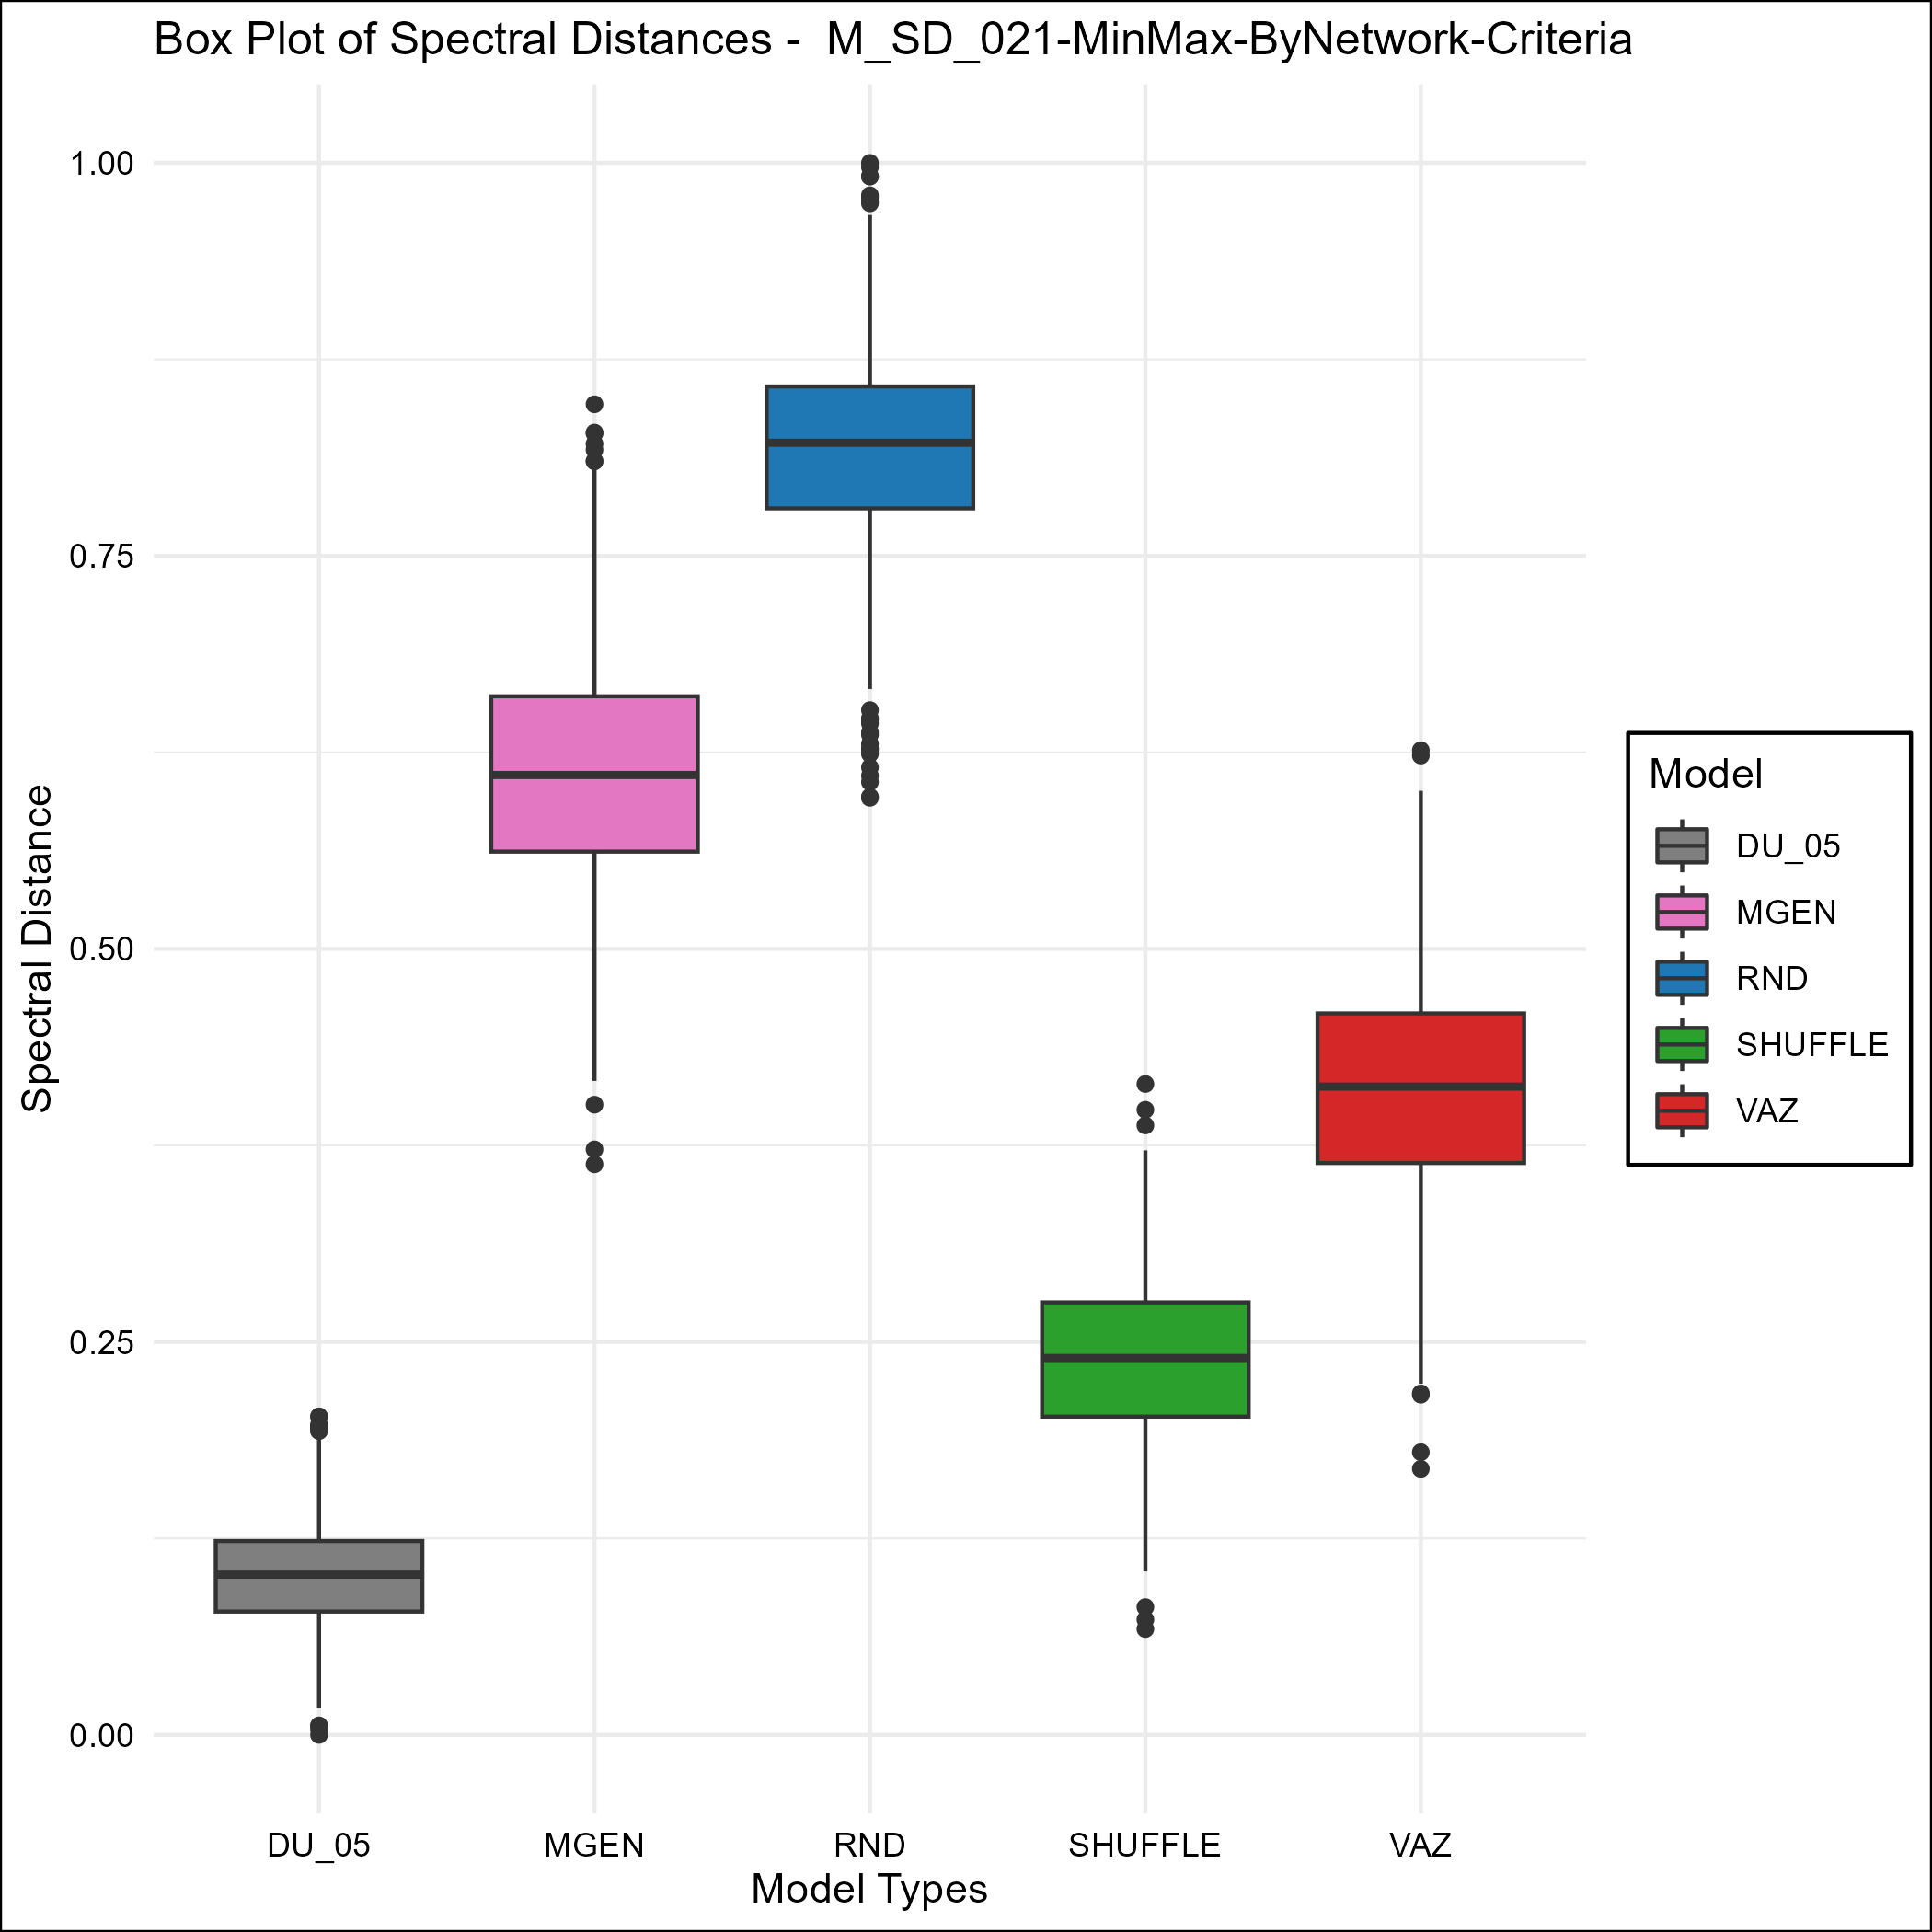 Box Plot of Spectral Distances -  M_SD_021-MinMax-ByNetwork-Criteria
Spectral Distance
1.00
0.75
0.50
0.25
0.00
DU_05
MGEN
RND
SHUFFLE
VAZ
Model Types
Model
DU_05
MGEN
RND
SHUFFLE
VAZ